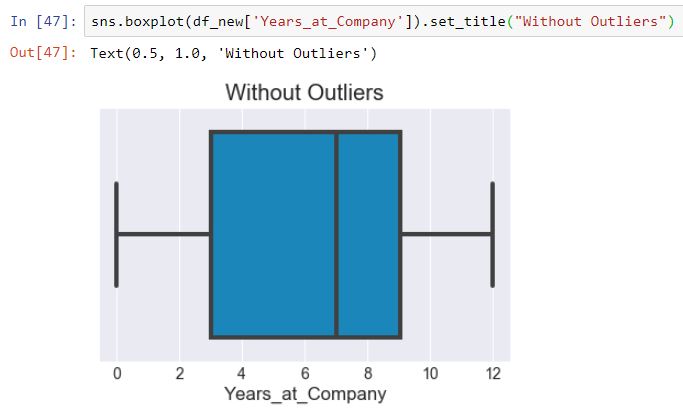 In [47]: sns.boxplot(df_new['Years_at_Company']).set_title("Without Outliers")
Out[47]: Text(0.5, 1.0, 'Without Outliers')
Without Outliers
0 2 4 6 8 10 12
Years_at_Company